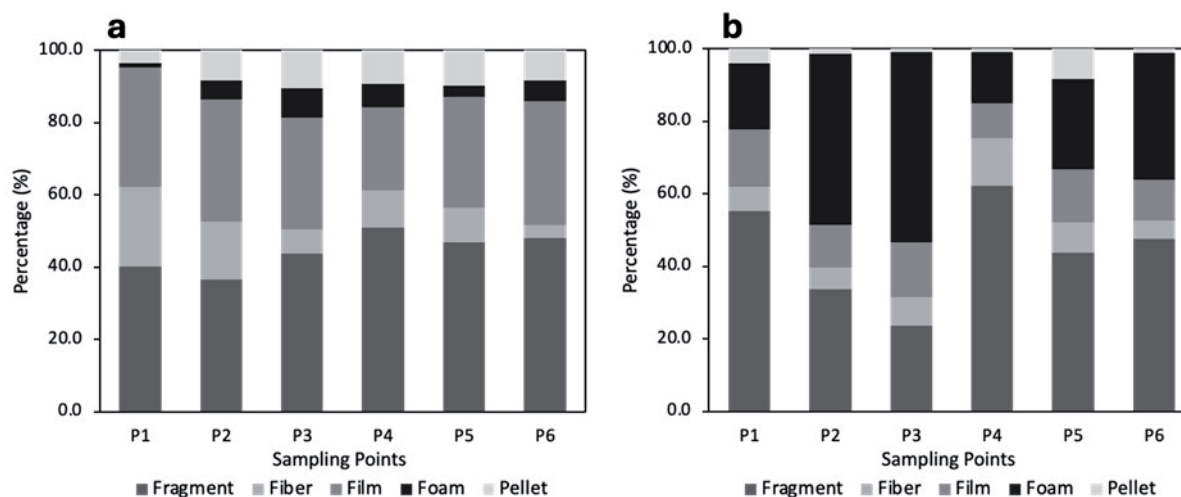 a
100.0
80.0
60.0
40.0
20.0
0.0
Percentage (%)
P1 P2 P3 P4 P5 P6
Sampling Points
Fragment Fiber Film Foam Pellet
b
100.0
80.0
60.0
40.0
20.0
0.0
Percentage (%)
P1 P2 P3 P4 P5 P6
Sampling Points
Fragment Fiber Film Foam Pellet